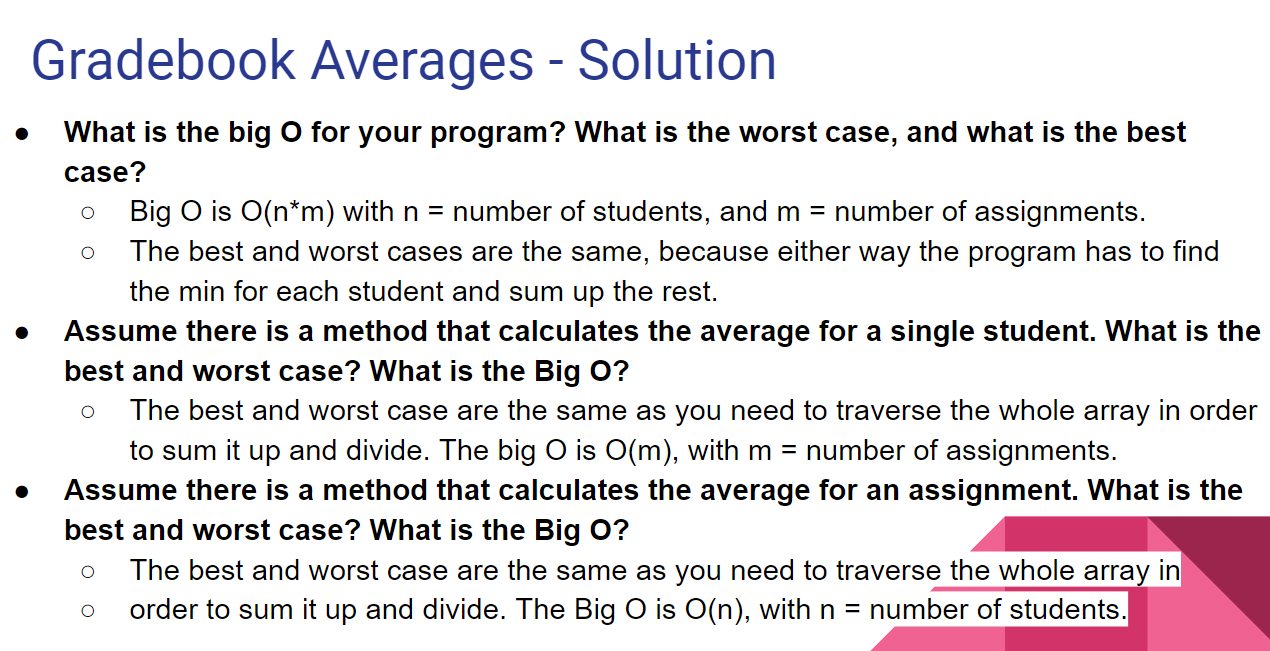 Gradebook Averages - Solution
● What is the big O for your program? What is the worst case, and what is the best
case?
○ Big O is O(n*m) with n = number of students, and m = number of assignments.
○ The best and worst cases are the same, because either way the program has to find
the min for each student and sum up the rest.
● Assume there is a method that calculates the average for a single student. What is the
best and worst case? What is the Big O?
○ The best and worst case are the same as you need to traverse the whole array in order
to sum it up and divide. The big O is O(m), with m = number of assignments.
● Assume there is a method that calculates the average for an assignment. What is the
best and worst case? What is the Big O?
○ The best and worst case are the same as you need to traverse the whole array in
○ order to sum it up and divide. The Big O is O(n), with n = number of students.